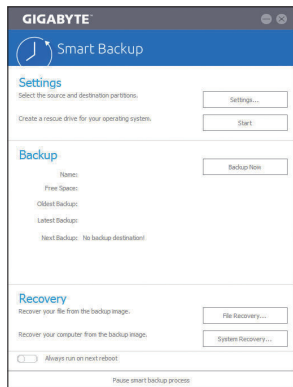 GIGABYTE™
Smart Backup
Settings
Select the source and destination partitions.
Settings...
Create a rescue drive for your operating system.
Start
Backup
Backup Now
Name:
Free Space:
Oldest Backup:
Latest Backup:
Next Backup: No backup destination!
Recovery
Recover your file from the backup image.
File Recovery...
Recover your computer from the backup image.
System Recovery...
Always run on next reboot
Pause smart backup process